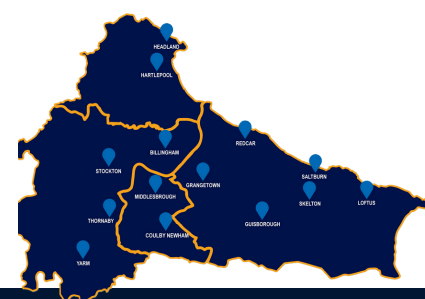 HEADLAND
HARTLEPOOL
REDCAR
BILLINGHAM
STOCKTON
SALTBURN
GRANGETOWN
MIDDLESBROUGH
SKELTON
LOFTUS
THORNABY
GUISBOROUGH
COULBY NEWHAM
YARM